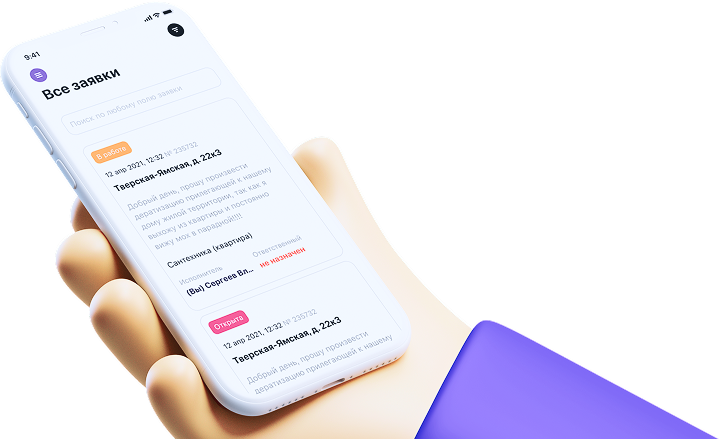 9:41
Все заявки
Поиск по любому полю заявки
В работе
12 апр 2021, 12:32 № 235732
Тверская-Ямская, д. 22к3
Добрый день, прошу произвести
дератизацию прилегающей к нашему
дому жилой территории, так как я
выхожу из квартиры и постоянно
вижу мох в парадной!!!!
Сантехника (квартира)
Исполнитель Ответственный
(Вы) Сергеев Вл... не назначен
Открыта
12 апр 2021, 12:32 № 235732
Тверская-Ямская, д. 22к3
Добрый день, прошу произвести
дератизацию прилегающей к нашему